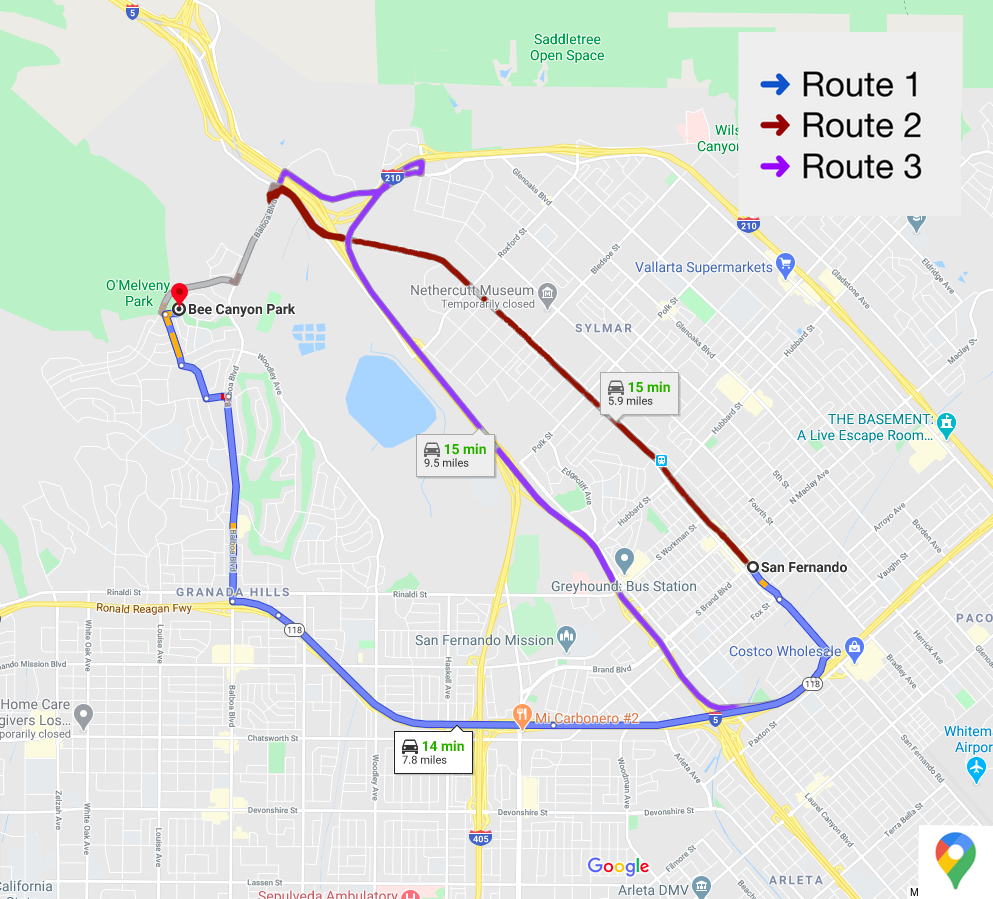 5
Saddletree
Open Space
Route 1
Route 2
Route 3
Wils
Canyon
210
Glenoaks Blvd
210
Balboa Blvd
Roxford St
Bledsoe St
Vallarta Supermarkets
Gladstone Ave
Eldridge Ave
O'Melveny
Park
Bee Canyon Park
Nethercutt Museum
Temporarily closed
Polk St
SYLMAR
Glenoaks Blvd
Hubbard St
Maclay
Woodley Ave
Balboa Blvd
15 min
5.9 miles
Hubbard St
THE BASEMENT:
A Live Escape Room...
15 min
9.5 miles
Polk St
Edgecliff Ave
5th St
N Maclay Ave
Hubbard St
Fourth St
Arroyo Ave
Borden Ave
S Workman St
Balboa Blvd
San Fernando
Vaughn St
Greyhound: Bus Station
GRANADA HILLS
Rinaldi St
Rinaldi St
Ronald Reagan Fwy
S Brand Blvd
Fox St
PACO
118
San Fernando Mission
White Oak Ave
Louise Ave
Herrick Ave
Costco Wholesale
Bradley Ave
Haskell Ave
Brand Blvd
ando Mission Blvd
118
Home Care
givers Los...
porarily closed
Balboa Blvd
Mi Carbonero #2
5
Paxton St
Chatsworth St
14 min
7.8 miles
San Fernando Rd
Whitem
Airpor
Woodley Ave
Woodman Ave
Arleta Ave
Zelzah Ave
White Oak Ave
Louise Ave
Devonshire St
Devonshire St
Laurel Canyon Blvd
Terra Bella St
405
Google
Filmore St
California
Lassen St
Sepulveda Ambulatory
Arleta DMV
ARLETA
M